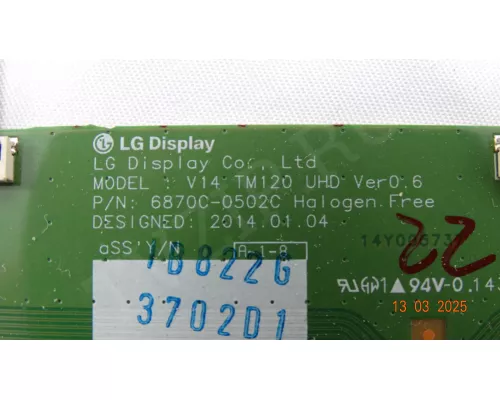 LG Display
LG Display Co., Ltd
MODEL : V14 TM120 UHD Ver0.6
P/N: 6870C-0502C Halogen.Free
DESIGNED: 2014.01.04
aSS'Y/N A-1-8
1B822G
3702D1
22
94V-0
13 03 2025